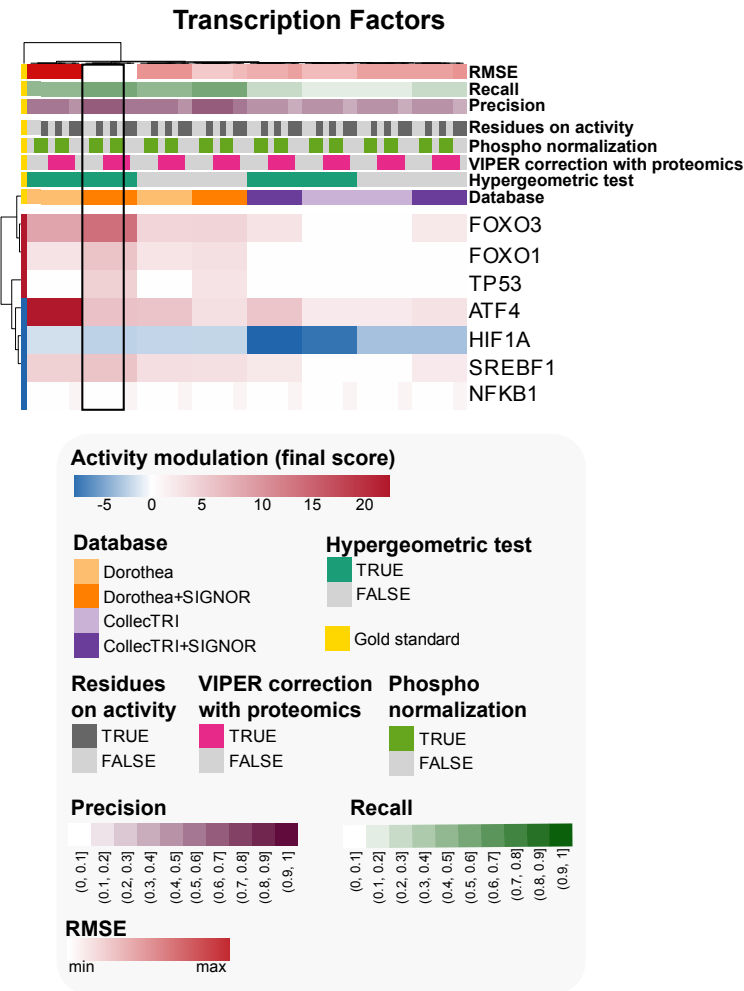 Transcription Factors
RMSE
Recall
Precision
Residues on activity
Phospho normalization
VIPER correction with proteomics
Hypergeometric test
Database
FOXO3
FOXO1
TP53
ATF4
HIF1A
SREBF1
NFKB1
Activity modulation (final score)
-5 0 5 10 15 20
Database
Dorothea
Dorothea+SIGNOR
CollecTRI
CollecTRI+SIGNOR
Hypergeometric test
TRUE
FALSE
Gold standard
Residues
on activity
TRUE
FALSE
VIPER correction
with proteomics
TRUE
FALSE
Phospho
normalization
TRUE
FALSE
Precision
(0, 0.1]
(0.1, 0.2]
(0.2, 0.3]
(0.3, 0.4]
(0.4, 0.5]
(0.5, 0.6]
(0.6, 0.7]
(0.7, 0.8]
(0.8, 0.9]
(0.9, 1]
Recall
(0, 0.1]
(0.1, 0.2]
(0.2, 0.3]
(0.3, 0.4]
(0.4, 0.5]
(0.5, 0.6]
(0.6, 0.7]
(0.7, 0.8]
(0.8, 0.9]
(0.9, 1]
RMSE
min max